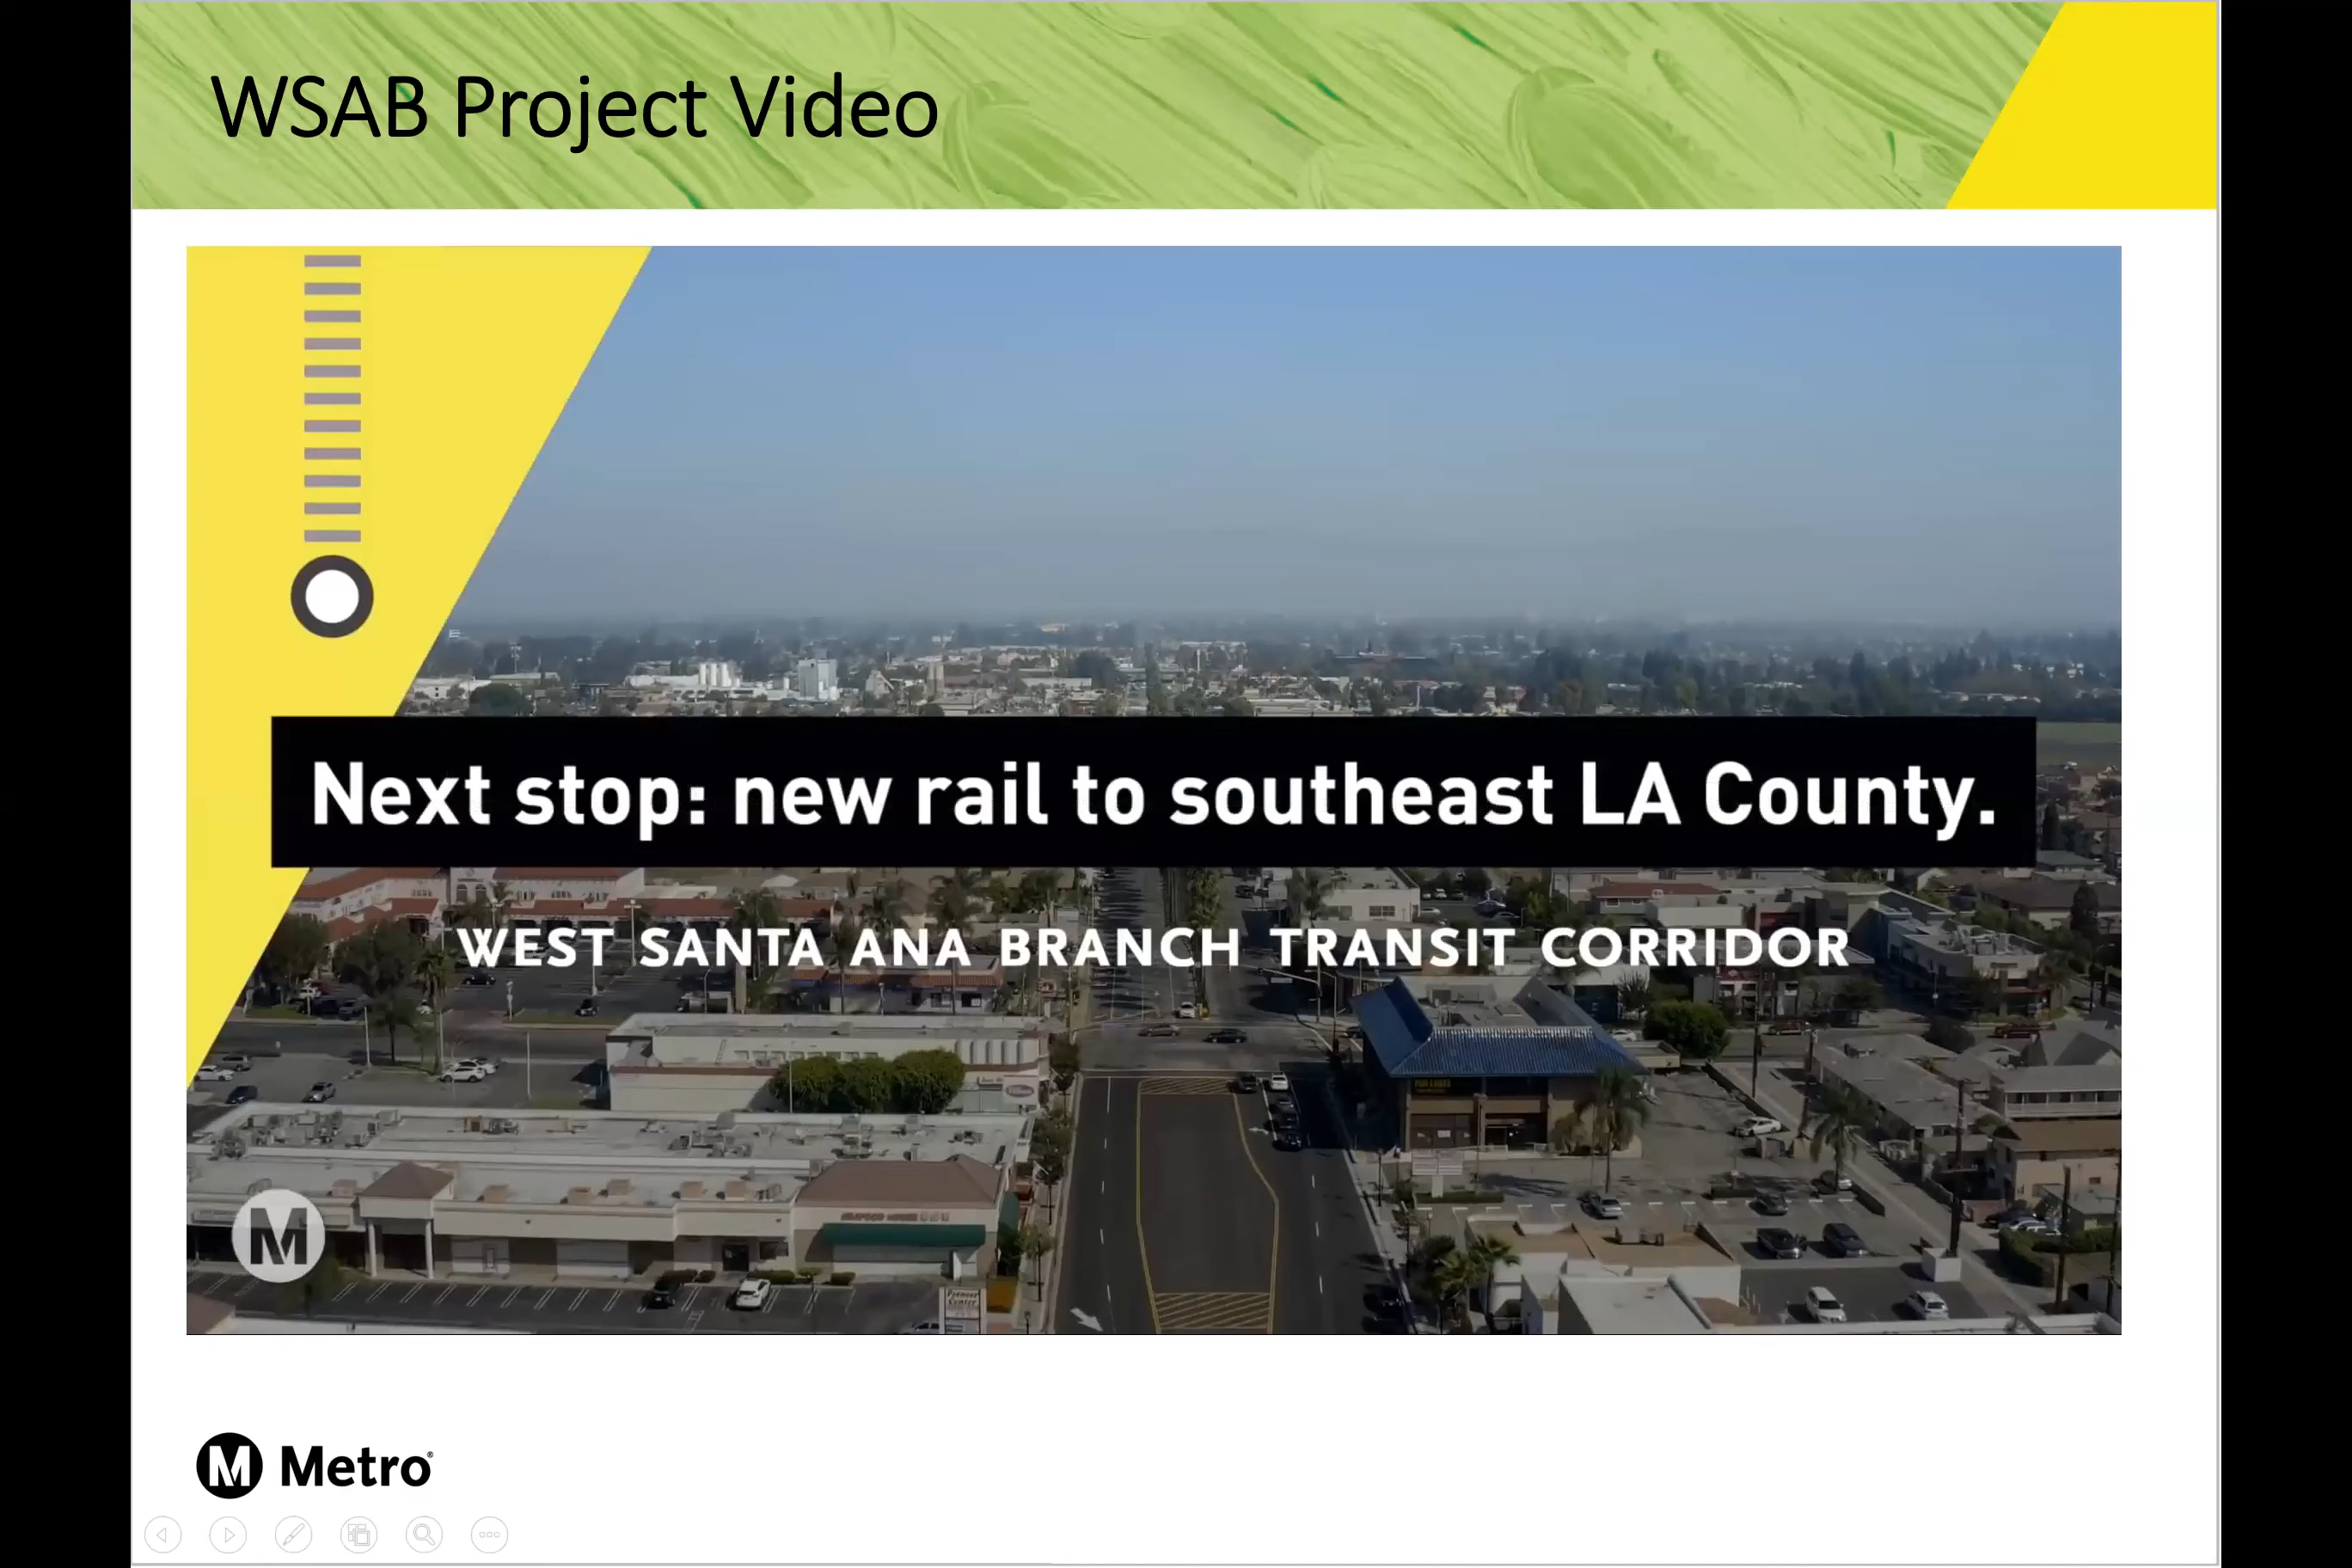 WSAB Project Video
Next stop: new rail to southeast LA County.
WEST SANTA ANA BRANCH TRANSIT CORRIDOR
M
M Metro